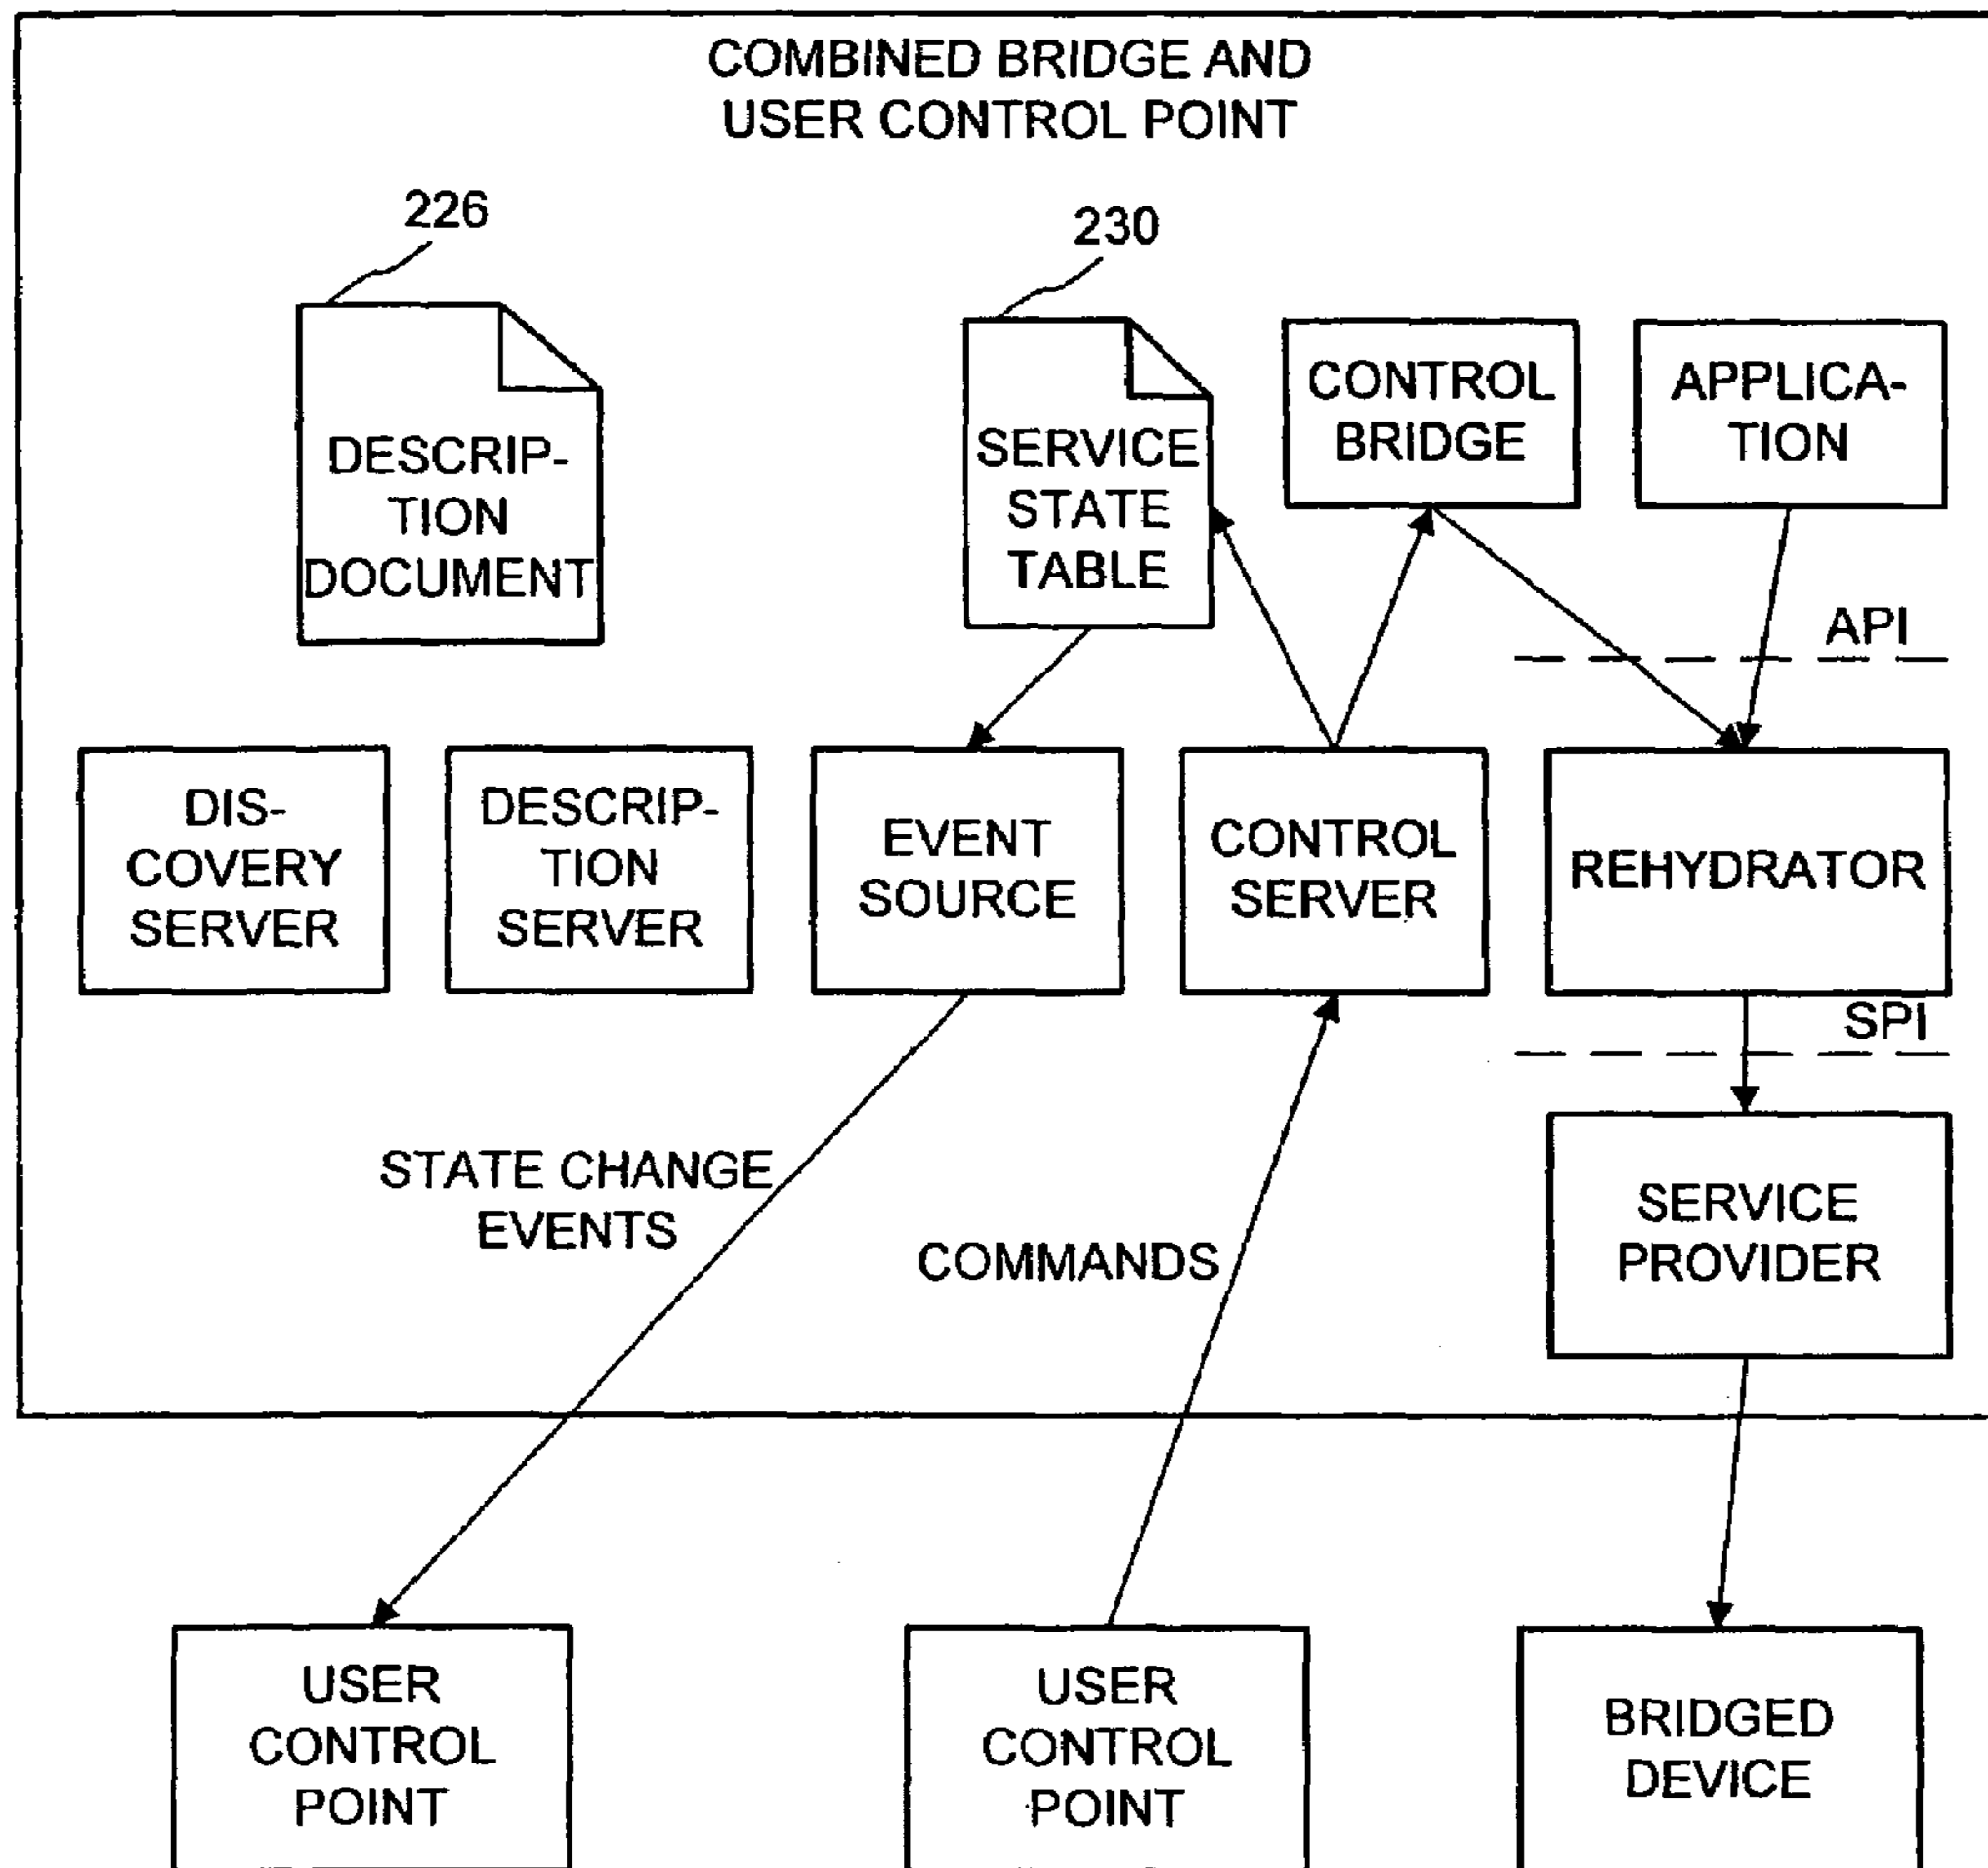 COMBINED BRIDGE AND
USER CONTROL POINT
226
230
DESCRIP-
TION
DOCUMENT
SERVICE
STATE
TABLE
CONTROL
BRIDGE
APPLICA-
TION
API
DIS-
COVERY
SERVER
DESCRIP-
TION
SERVER
EVENT
SOURCE
CONTROL
SERVER
REHYDRATOR
SPI
STATE CHANGE
EVENTS
COMMANDS
SERVICE
PROVIDER
USER
CONTROL
POINT
USER
CONTROL
POINT
BRIDGED
DEVICE